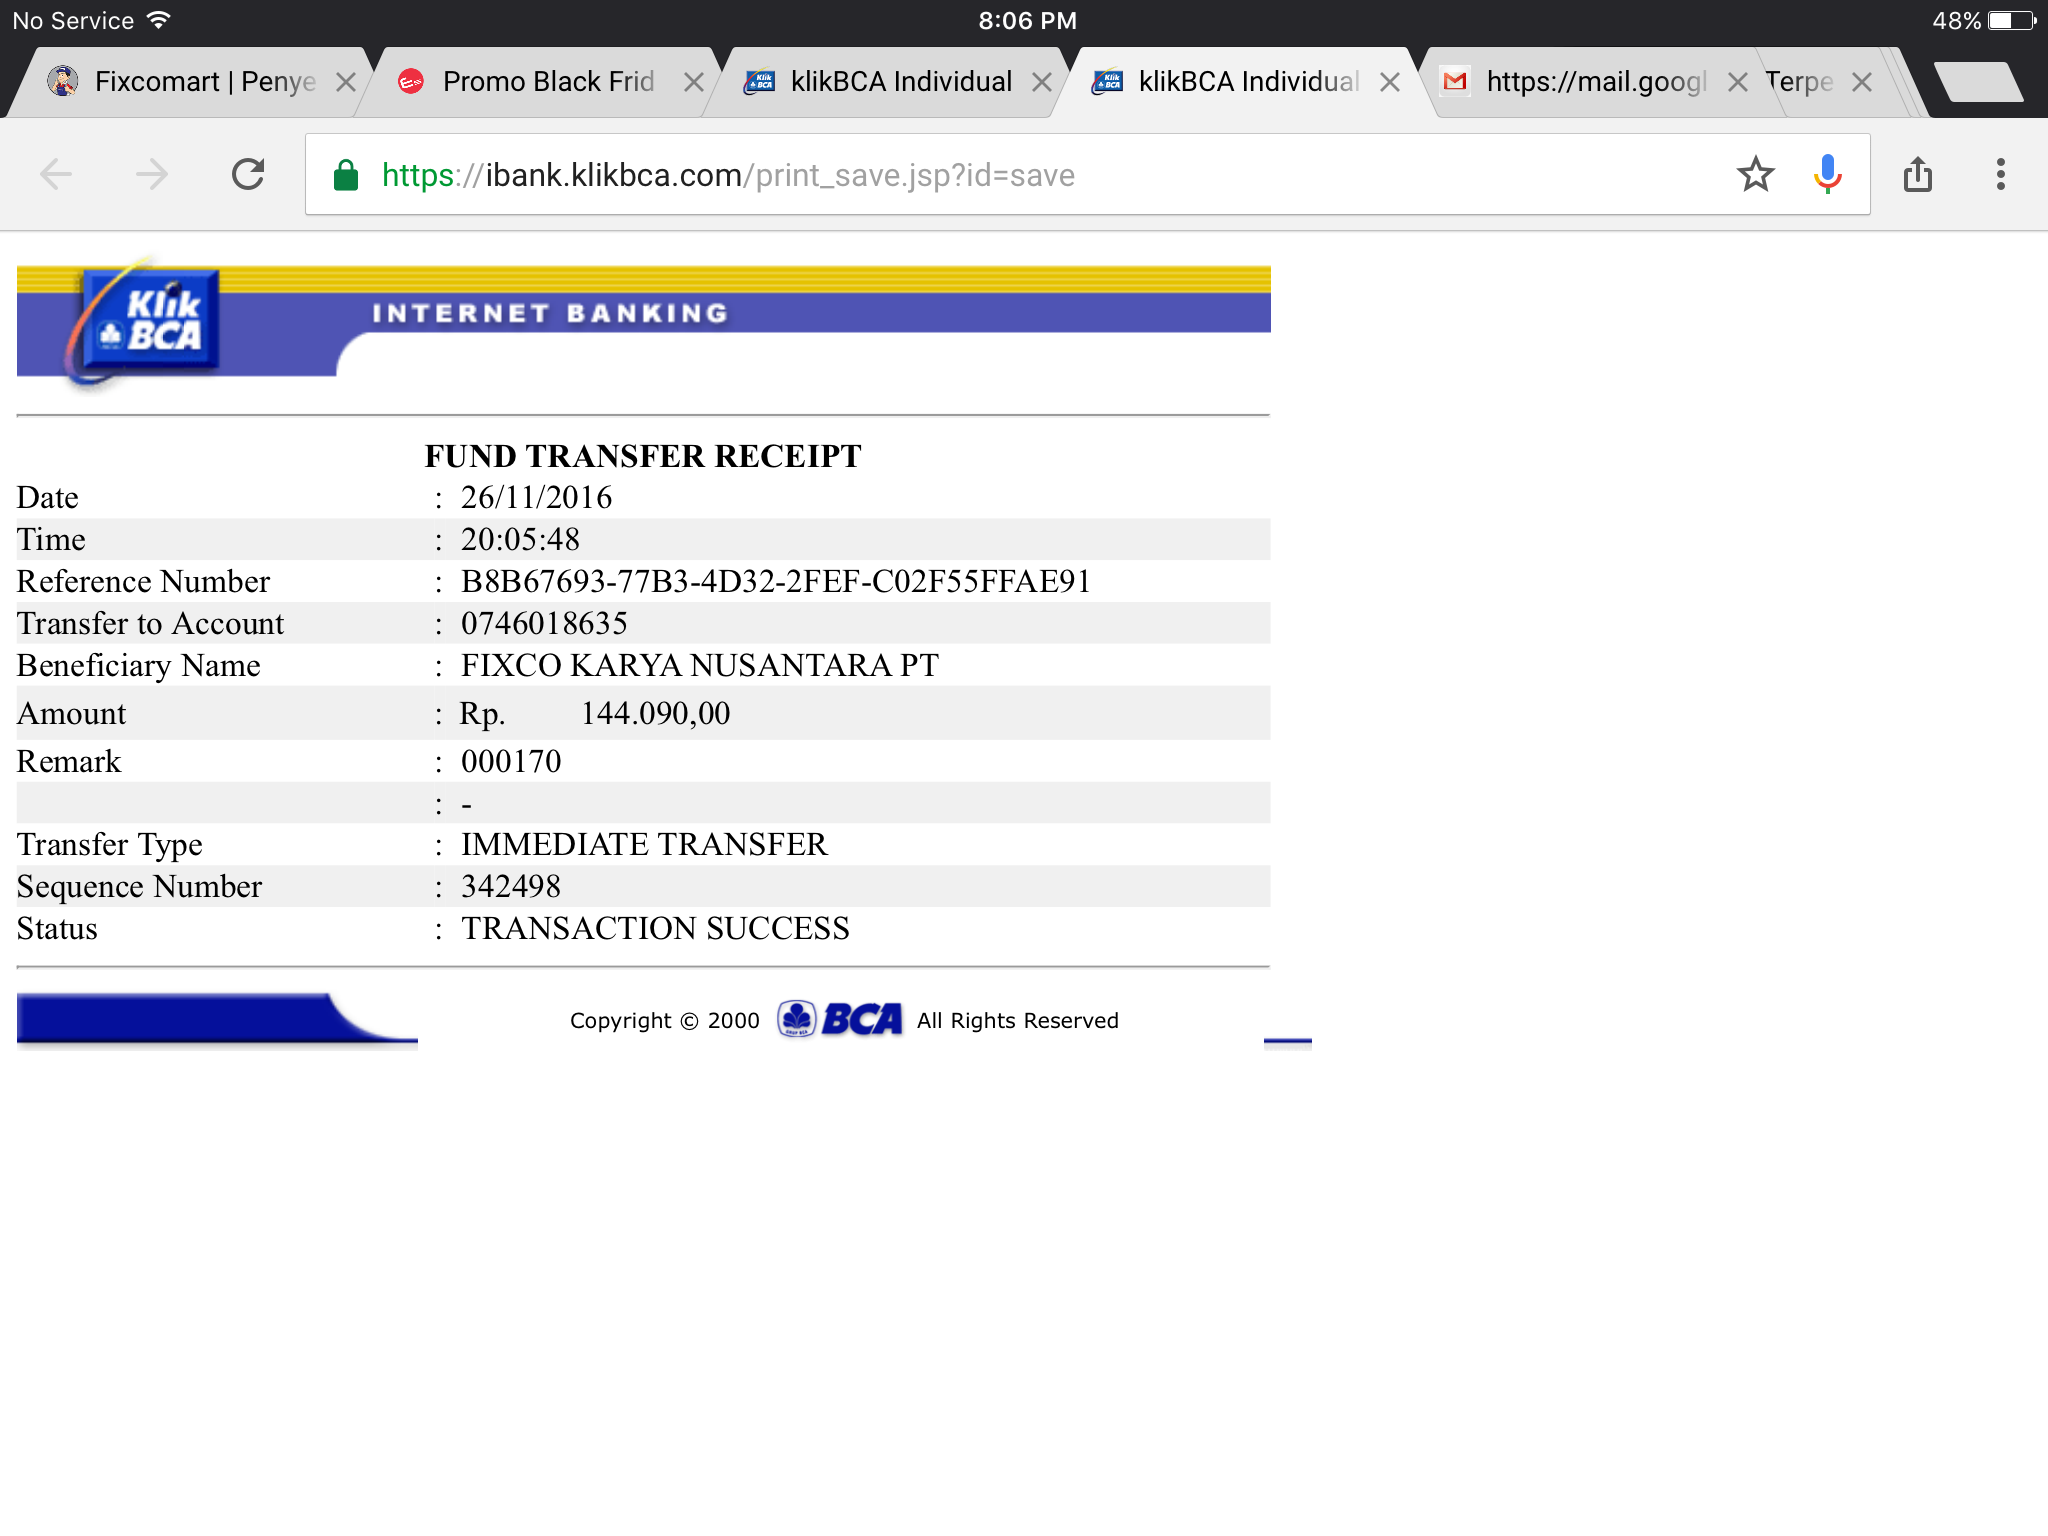 No Service 8:06 PM 48%
Fixcomart | Penye Promo Black Frid klikBCA Individual klikBCA Individual https://mail.googl Terpe
https://ibank.klikbca.com/print_save.jsp?id=save
Klik
BCA
INTERNET BANKING
FUND TRANSFER RECEIPT
Date : 26/11/2016
Time : 20:05:48
Reference Number : B8B67693-77B3-4D32-2FEF-C02F55FFAE91
Transfer to Account : 0746018635
Beneficiary Name : FIXCO KARYA NUSANTARA PT
Amount : Rp. 144.090,00
Remark : 000170
: -
Transfer Type : IMMEDIATE TRANSFER
Sequence Number : 342498
Status : TRANSACTION SUCCESS
Copyright © 2000 BCA All Rights Reserved